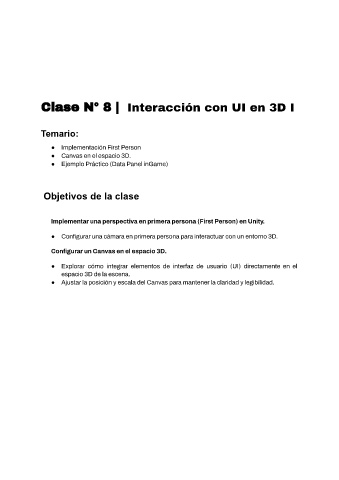 Clase N° 8 | Interacción con UI en 3D I
Temario:
● Implementación First Person
● Canvas en el espacio 3D.
● Ejemplo Práctico (Data Panel inGame)
Objetivos de la clase
Implementar una perspectiva en primera persona (First Person) en Unity.
● Configurar una cámara en primera persona para interactuar con un entorno 3D.
Configurar un Canvas en el espacio 3D.
● Explorar cómo integrar elementos de interfaz de usuario (UI) directamente en el
espacio 3D de la escena.
● Ajustar la posición y escala del Canvas para mantener la claridad y legibilidad.